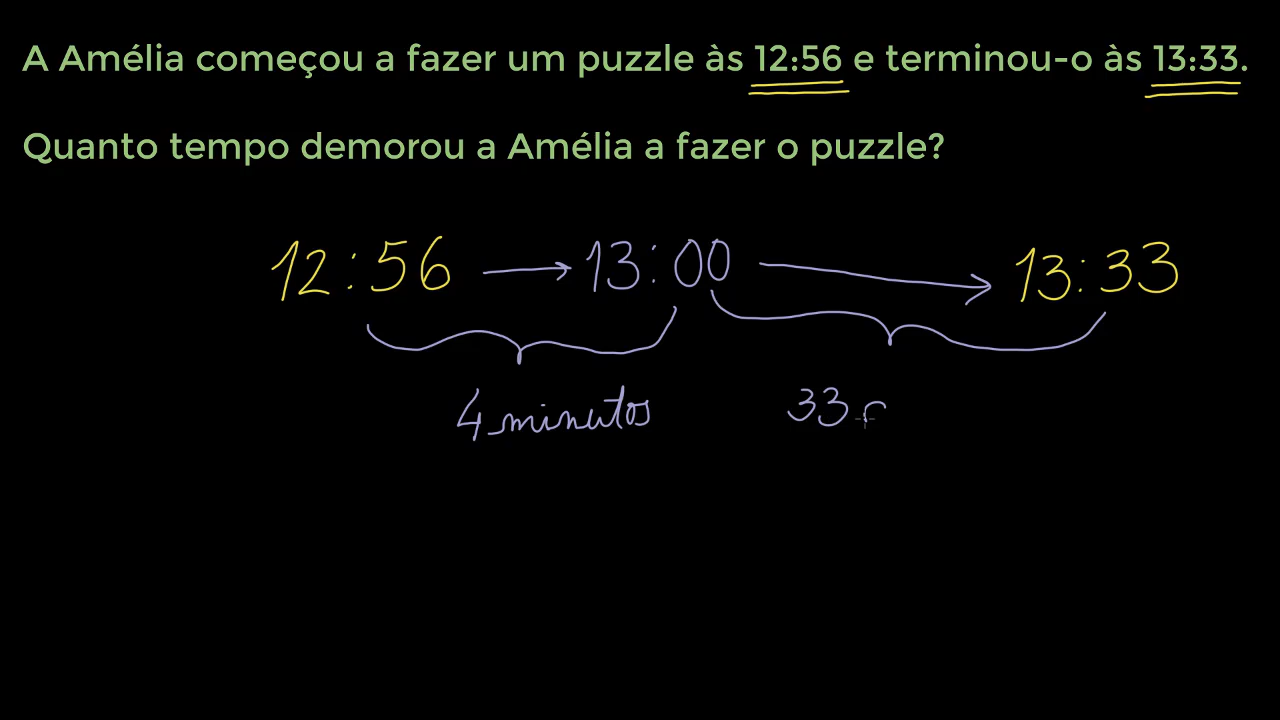 A Amélia começou a fazer um puzzle às 12:56 e terminou-o às 13:33.
Quanto tempo demorou a Amélia a fazer o puzzle?
12:56 13:00 13:33
4 minutos 33